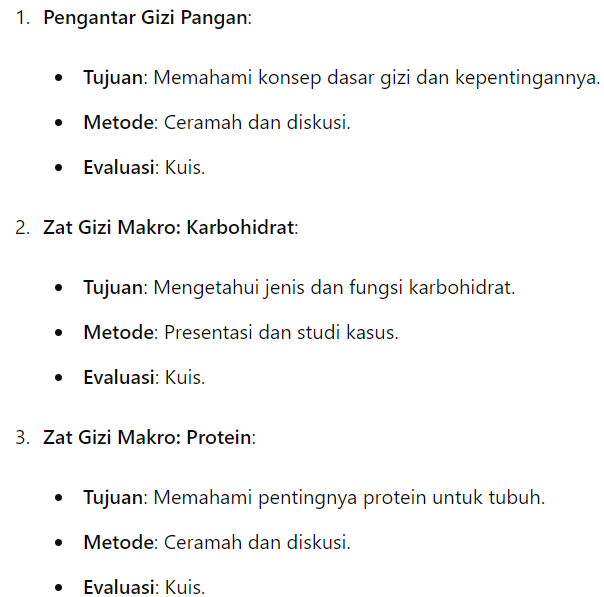 1. Pengantar Gizi Pangan:
• Tujuan: Memahami konsep dasar gizi dan kepentingannya.
• Metode: Ceramah dan diskusi.
• Evaluasi: Kuis.
2. Zat Gizi Makro: Karbohidrat:
• Tujuan: Mengetahui jenis dan fungsi karbohidrat.
• Metode: Presentasi dan studi kasus.
• Evaluasi: Kuis.
3. Zat Gizi Makro: Protein:
• Tujuan: Memahami pentingnya protein untuk tubuh.
• Metode: Ceramah dan diskusi.
• Evaluasi: Kuis.